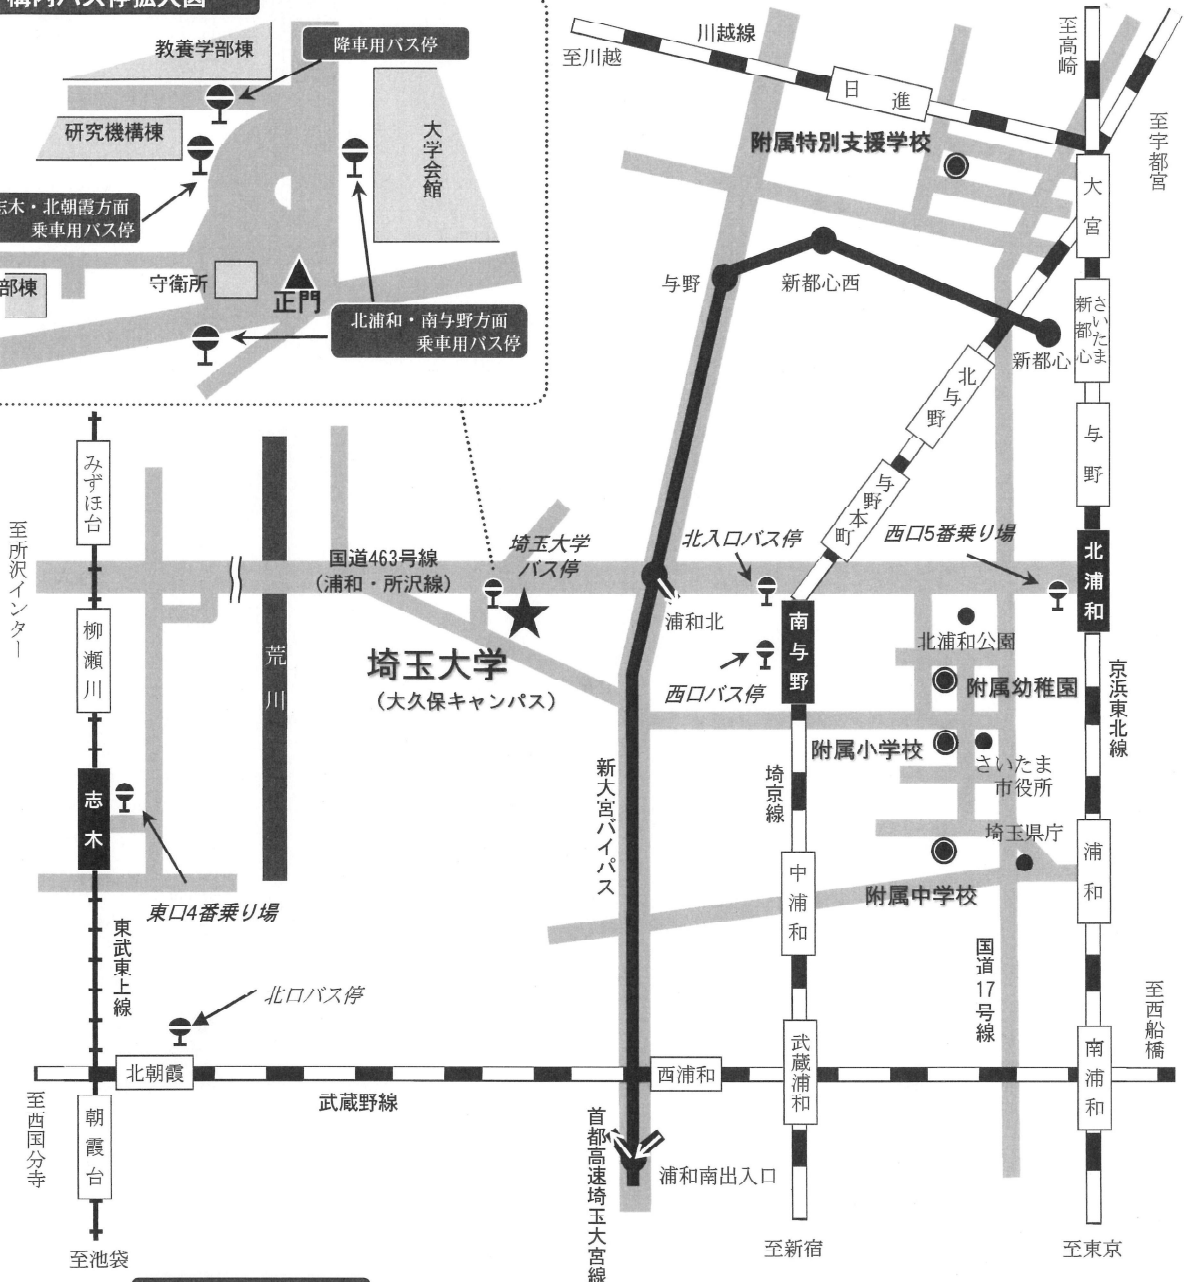 構内バス停拡大図
教養学部棟
降車用バス停
研究機構棟
大学会館
志木・北朝霞方面
乗車用バス停
部棟
守衛所
正門
北浦和・南与野方面
乗車用バス停
川越線
至川越
日進
至高崎
至宇都宮
附属特別支援学校
大宮
与野
新都心西
新都心
さいたま
新都心
北与野
与野
与野本町
みずほ台
至所沢インター
国道463号線
(浦和・所沢線)
埼玉大学
バス停
北入口バス停
西口5番乗り場
北浦和
浦和北
南与野
西口バス停
北浦和公園
柳瀬川
荒川
埼玉大学
(大久保キャンパス)
附属幼稚園
京浜東北線
附属小学校
さいたま
市役所
新大宮バイパス
埼京線
志木
埼玉県庁
中浦和
浦和
附属中学校
東口4番乗り場
東武東上線
国道17号線
北口バス停
至西船橋
北朝霞
武蔵野線
西浦和
武蔵浦和
南浦和
至西国分寺
朝霞台
首都高速埼玉大宮線
浦和南出入口
至池袋
至新宿
至東京